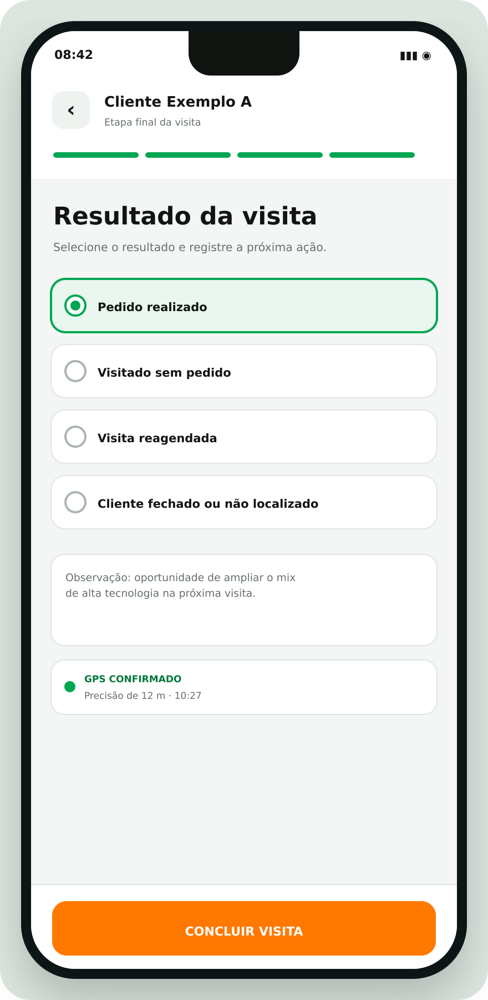 08:42
‹
Cliente Exemplo A
Etapa final da visita
Resultado da visita
Selecione o resultado e registre a próxima ação.
Pedido realizado
Visitado sem pedido
Visita reagendada
Cliente fechado ou não localizado
Observação: oportunidade de ampliar o mix
de alta tecnologia na próxima visita.
GPS CONFIRMADO
Precisão de 12 m · 10:27
CONCLUIR VISITA